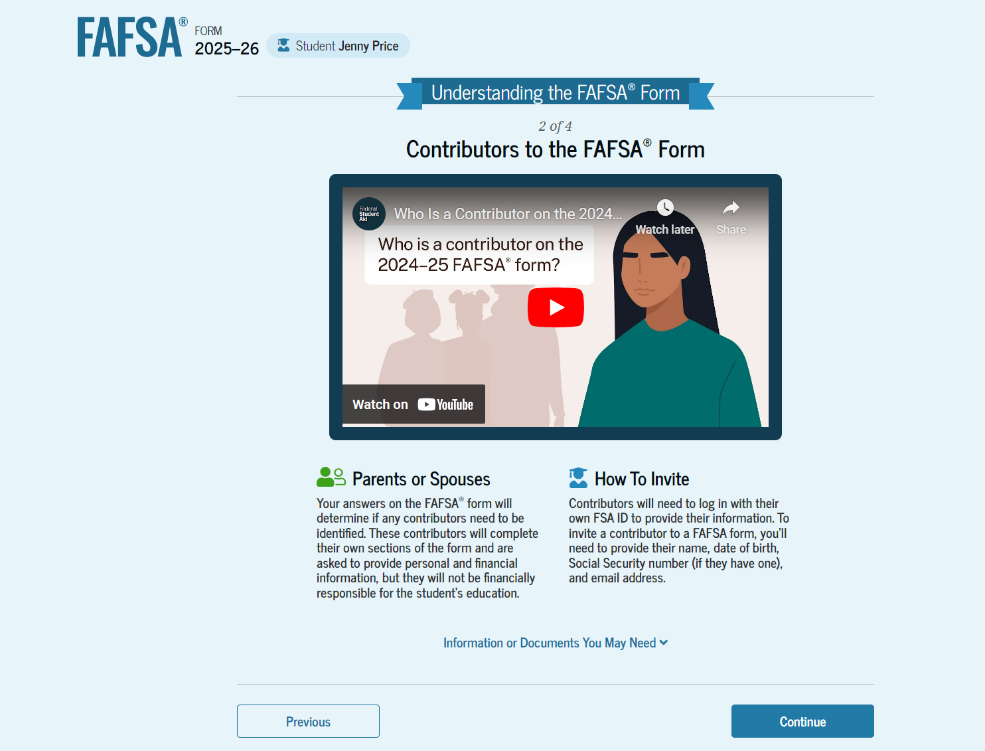 FAFSA® FORM
2025–26
Student Jenny Price
Understanding the FAFSA® Form
2 of 4
Contributors to the FAFSA® Form
Federal
Student
Aid
Who Is a Contributor on the 2024...
Watch later
Share
Who is a contributor on the
2024–25 FAFSA® form?
Watch on YouTube
Parents or Spouses
Your answers on the FAFSA® form will
determine if any contributors need to be
identified. These contributors will complete
their own sections of the form and are
asked to provide personal and financial
information, but they will not be financially
responsible for the student's education.
How To Invite
Contributors will need to log in with their
own FSA ID to provide their information. To
invite a contributor to a FAFSA form, you'll
need to provide their name, date of birth,
Social Security number (if they have one),
and email address.
Information or Documents You May Need
Previous
Continue